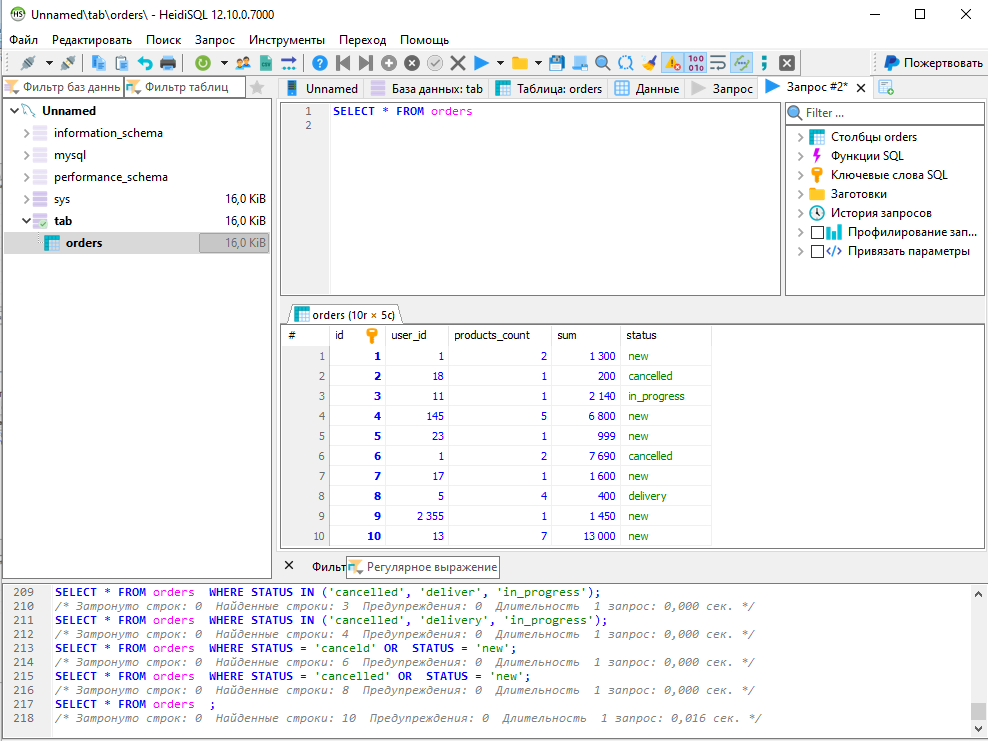 Unnamed\tab\orders\ - HeidiSQL 12.10.0.7000
Файл Редактировать Поиск Запрос Инструменты Переход Помощь
Пожертвовать
Фильтр баз данны Фильтр таблиц
Unnamed База данных: tab Таблица: orders Данные Запрос Запрос #2*
Unnamed
information_schema
mysql
performance_schema
sys 16,0 KiB
tab 16,0 KiB
orders 16,0 KiB
1 SELECT * FROM orders
2
Filter ...
Столбцы orders
Функции SQL
Ключевые слова SQL
Заготовки
История запросов
Профилирование зап...
Привязать параметры
orders (10r × 5c)
# id user_id products_count sum status
1 1 1 2 1 300 new
2 2 18 1 200 cancelled
3 3 11 1 2 140 in_progress
4 4 145 5 6 800 new
5 5 23 1 999 new
6 6 1 2 7 690 cancelled
7 7 17 1 1 600 new
8 8 5 4 400 delivery
9 9 2 355 1 1 450 new
10 10 13 7 13 000 new
Фильт Регулярное выражение
209 SELECT * FROM orders WHERE STATUS IN ('cancelled', 'deliver', 'in_progress');
210 /* Затронуто строк: 0 Найденные строки: 3 Предупреждения: 0 Длительность 1 запрос: 0,000 сек. */
211 SELECT * FROM orders WHERE STATUS IN ('cancelled', 'delivery', 'in_progress');
212 /* Затронуто строк: 0 Найденные строки: 4 Предупреждения: 0 Длительность 1 запрос: 0,000 сек. */
213 SELECT * FROM orders WHERE STATUS = 'canceld' OR STATUS = 'new';
214 /* Затронуто строк: 0 Найденные строки: 6 Предупреждения: 0 Длительность 1 запрос: 0,000 сек. */
215 SELECT * FROM orders WHERE STATUS = 'cancelled' OR STATUS = 'new';
216 /* Затронуто строк: 0 Найденные строки: 8 Предупреждения: 0 Длительность 1 запрос: 0,000 сек. */
217 SELECT * FROM orders ;
218 /* Затронуто строк: 0 Найденные строки: 10 Предупреждения: 0 Длительность 1 запрос: 0,016 сек. */